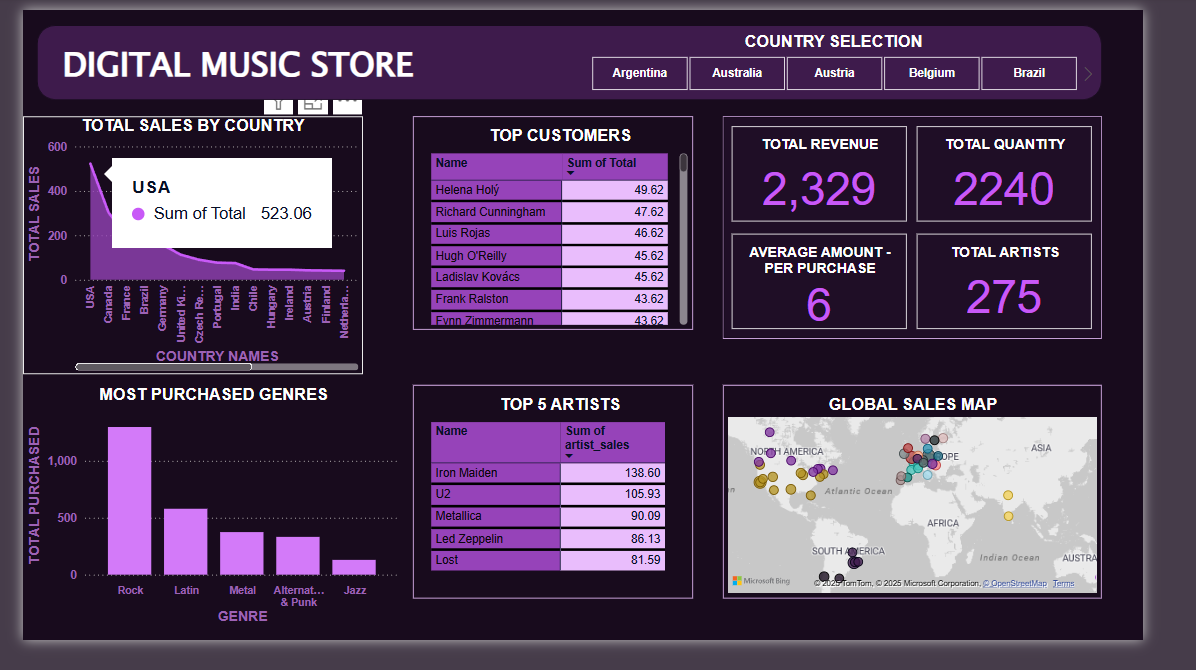 DIGITAL MUSIC STORE
COUNTRY SELECTION
Argentina
Australia
Austria
Belgium
Brazil
TOTAL SALES BY COUNTRY
TOTAL SALES
600
400
200
0
USA
Sum of Total 523.06
USA
Canada
France
Brazil
Germany
United Ki...
Czech Re...
Portugal
India
Chile
Hungary
Ireland
Austria
Finland
Netherla...
COUNTRY NAMES
TOP CUSTOMERS
Name Sum of Total
Helena Holý 49.62
Richard Cunningham 47.62
Luis Rojas 46.62
Hugh O'Reilly 45.62
Ladislav Kovács 45.62
Frank Ralston 43.62
Fynn Zimmermann 43.62
TOTAL REVENUE
2,329
TOTAL QUANTITY
2240
AVERAGE AMOUNT -
PER PURCHASE
6
TOTAL ARTISTS
275
MOST PURCHASED GENRES
TOTAL PURCHASED
1,000
500
0
Rock
Latin
Metal
Alternat...
& Punk
Jazz
GENRE
TOP 5 ARTISTS
Name Sum of
artist_sales
Iron Maiden 138.60
U2 105.93
Metallica 90.09
Led Zeppelin 86.13
Lost 81.59
GLOBAL SALES MAP
NORTH AMERICA
ASIA
Atlantic Ocean
AFRICA
SOUTH AMERICA
Indian Ocean
AUSTRA
Microsoft Bing
© 2025 TomTom, © 2025 Microsoft Corporation, © OpenStreetMap Terms